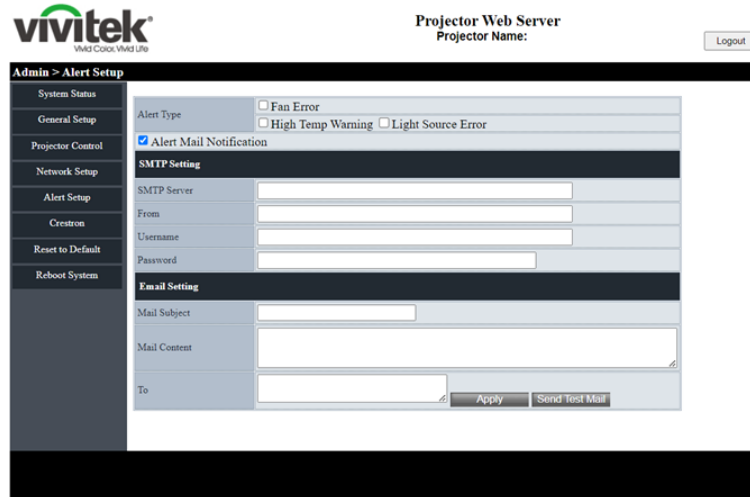 vivitek®
Vivid Color, Vivid Life
Projector Web Server
Projector Name:
Logout
Admin > Alert Setup
System Status
General Setup
Projector Control
Network Setup
Alert Setup
Crestron
Reset to Default
Reboot System
Alert Type
Fan Error
High Temp Warning Light Source Error
Alert Mail Notification
SMTP Setting
SMTP Server
From
Username
Password
Email Setting
Mail Subject
Mail Content
To
Apply Send Test Mail